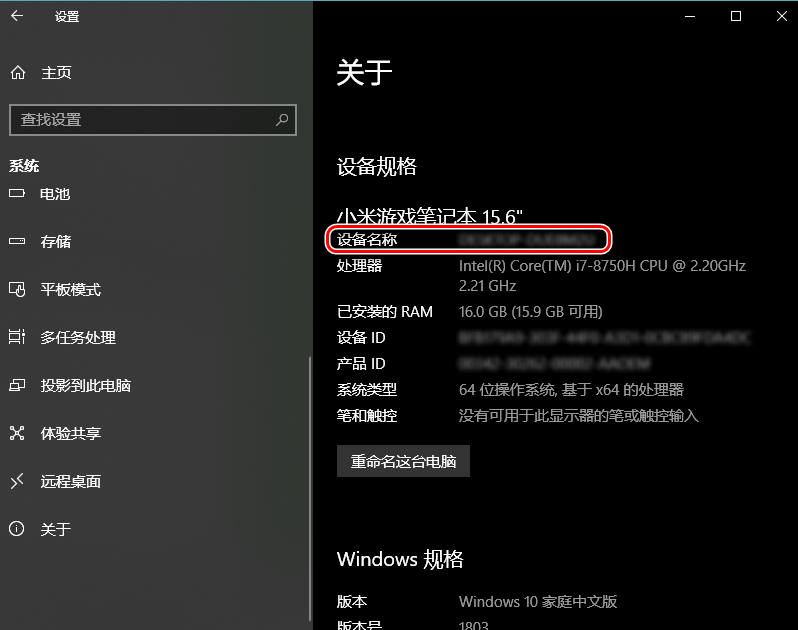 设置
主页
查找设置
系统
电池
存储
平板模式
多任务处理
投影到此电脑
体验共享
远程桌面
关于
关于
设备规格
小米游戏笔记本 15.6"
设备名称
处理器 Intel(R) Core(TM) i7-8750H CPU @ 2.20GHz
2.21 GHz
已安装的 RAM 16.0 GB (15.9 GB 可用)
设备 ID
产品 ID
系统类型 64 位操作系统, 基于 x64 的处理器
笔和触控 没有可用于此显示器的笔或触控输入
重命名这台电脑
Windows 规格
版本 Windows 10 家庭中文版
版本号 1803